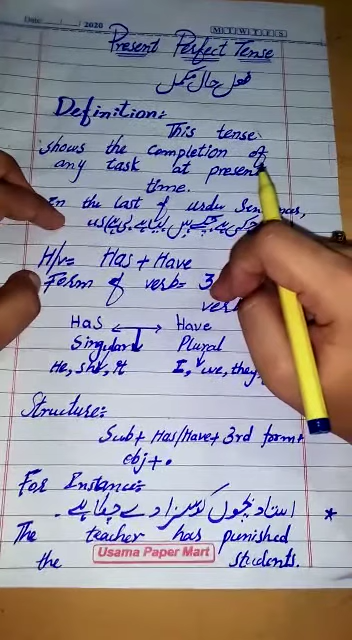 Date: / /2020 M T W T F S
Present Perfect Tense
فعل حال مکمل
Definition:
This tense
shows the completion of
any task at present
time.
In the last of urdu Sentences,
H/v= Has + Have
Form of verb= 3
verb
Has ↔ Have
Singular Plural
He, she, It I, we, they,
Structure:
Sub + Has/Have + 3rd form +
obj + .
For Instance:
استاد بچوں کو سزا دے چکا ہے ۔ *
The teacher has punished
the students.
Usama Paper Mart